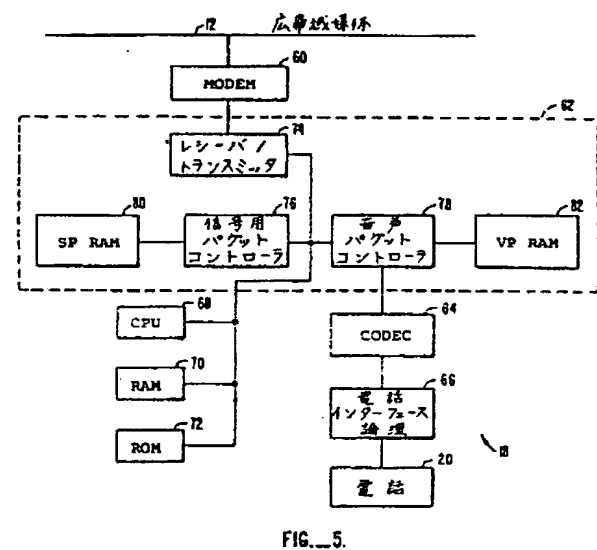 12
広帯域媒体
60
MODEM
62
74
レシーバ/
トランスミッタ
80
SP RAM
76
信号用
パケット
コントローラ
78
音声
パケット
コントローラ
82
VP RAM
68
CPU
64
CODEC
70
RAM
66
電話
インターフェース
論理
72
ROM
18
20
電話
FIG._5.